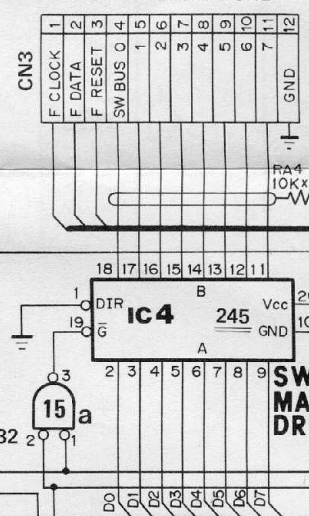 1 2 3 4 5 6 7 8 9 10 11 12
CN3
F CLOCK
F DATA
F RESET
SW BUS 0
1
2
3
4
5
6
7
GND
RA4
10K×
18 17 16 15 14 13 12 11
1 DIR B Vcc 20
IC4 245
19 G GND 10
A
2 3 4 5 6 7 8 9
SW
MA
DR
3
15 a
32 2 1
D0 D1 D2 D3 D4 D5 D6 D7